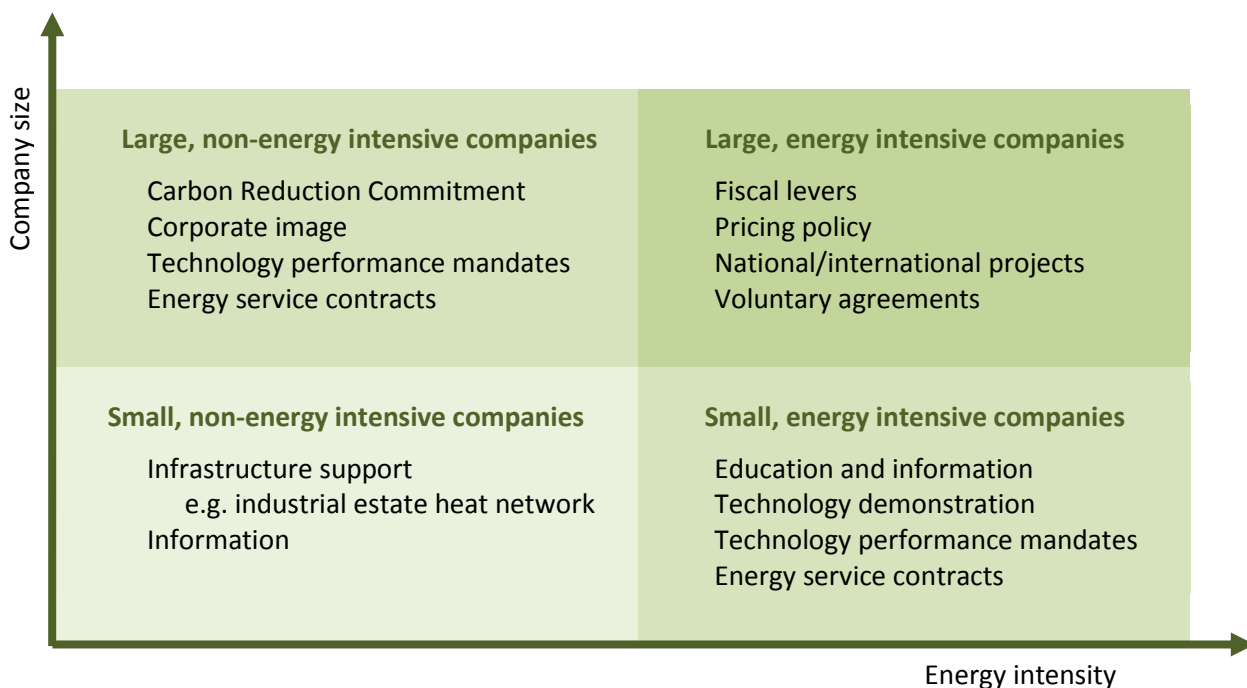 Company size
Large, non-energy intensive companies
Carbon Reduction Commitment
Corporate image
Technology performance mandates
Energy service contracts
Large, energy intensive companies
Fiscal levers
Pricing policy
National/international projects
Voluntary agreements
Small, non-energy intensive companies
Infrastructure support
e.g. industrial estate heat network
Information
Small, energy intensive companies
Education and information
Technology demonstration
Technology performance mandates
Energy service contracts
Energy intensity